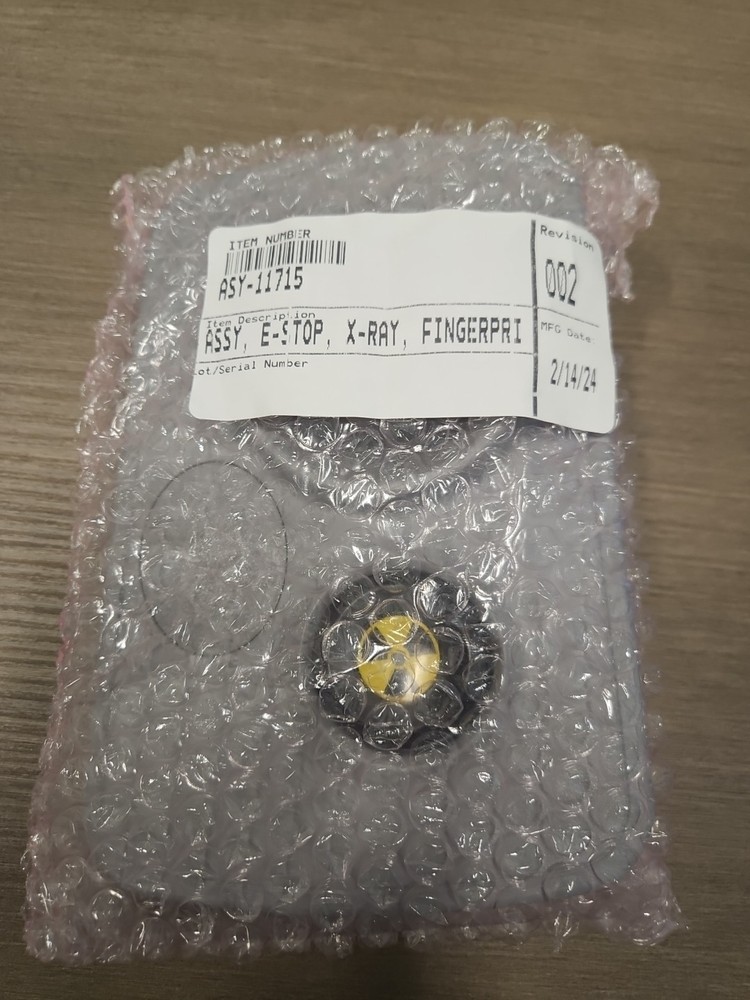 ITEM NUMBER
ASY-11715
Revision
002
Item Description
ASSY, E-STOP, X-RAY, FINGERPRI
MFG Date:
2/14/24
ot/Serial Number